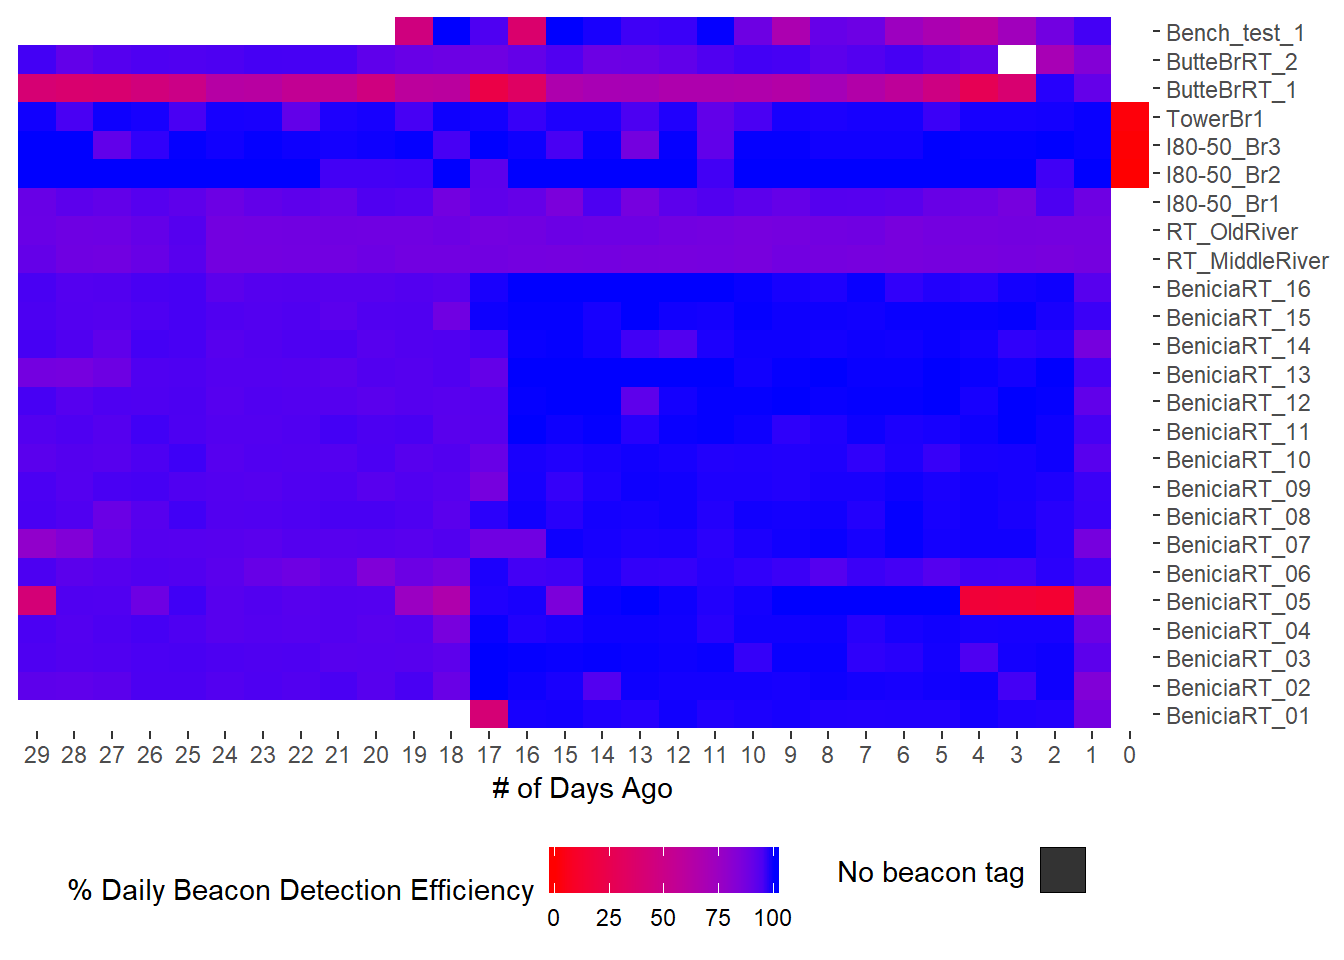 Bench_test_1
ButteBrRT_2
ButteBrRT_1
TowerBr1
I80-50_Br3
I80-50_Br2
I80-50_Br1
RT_OldRiver
RT_MiddleRiver
BeniciaRT_16
BeniciaRT_15
BeniciaRT_14
BeniciaRT_13
BeniciaRT_12
BeniciaRT_11
BeniciaRT_10
BeniciaRT_09
BeniciaRT_08
BeniciaRT_07
BeniciaRT_06
BeniciaRT_05
BeniciaRT_04
BeniciaRT_03
BeniciaRT_02
BeniciaRT_01
29 28 27 26 25 24 23 22 21 20 19 18 17 16 15 14 13 12 11 10 9 8 7 6 5 4 3 2 1 0
# of Days Ago
% Daily Beacon Detection Efficiency
0 25 50 75 100
No beacon tag